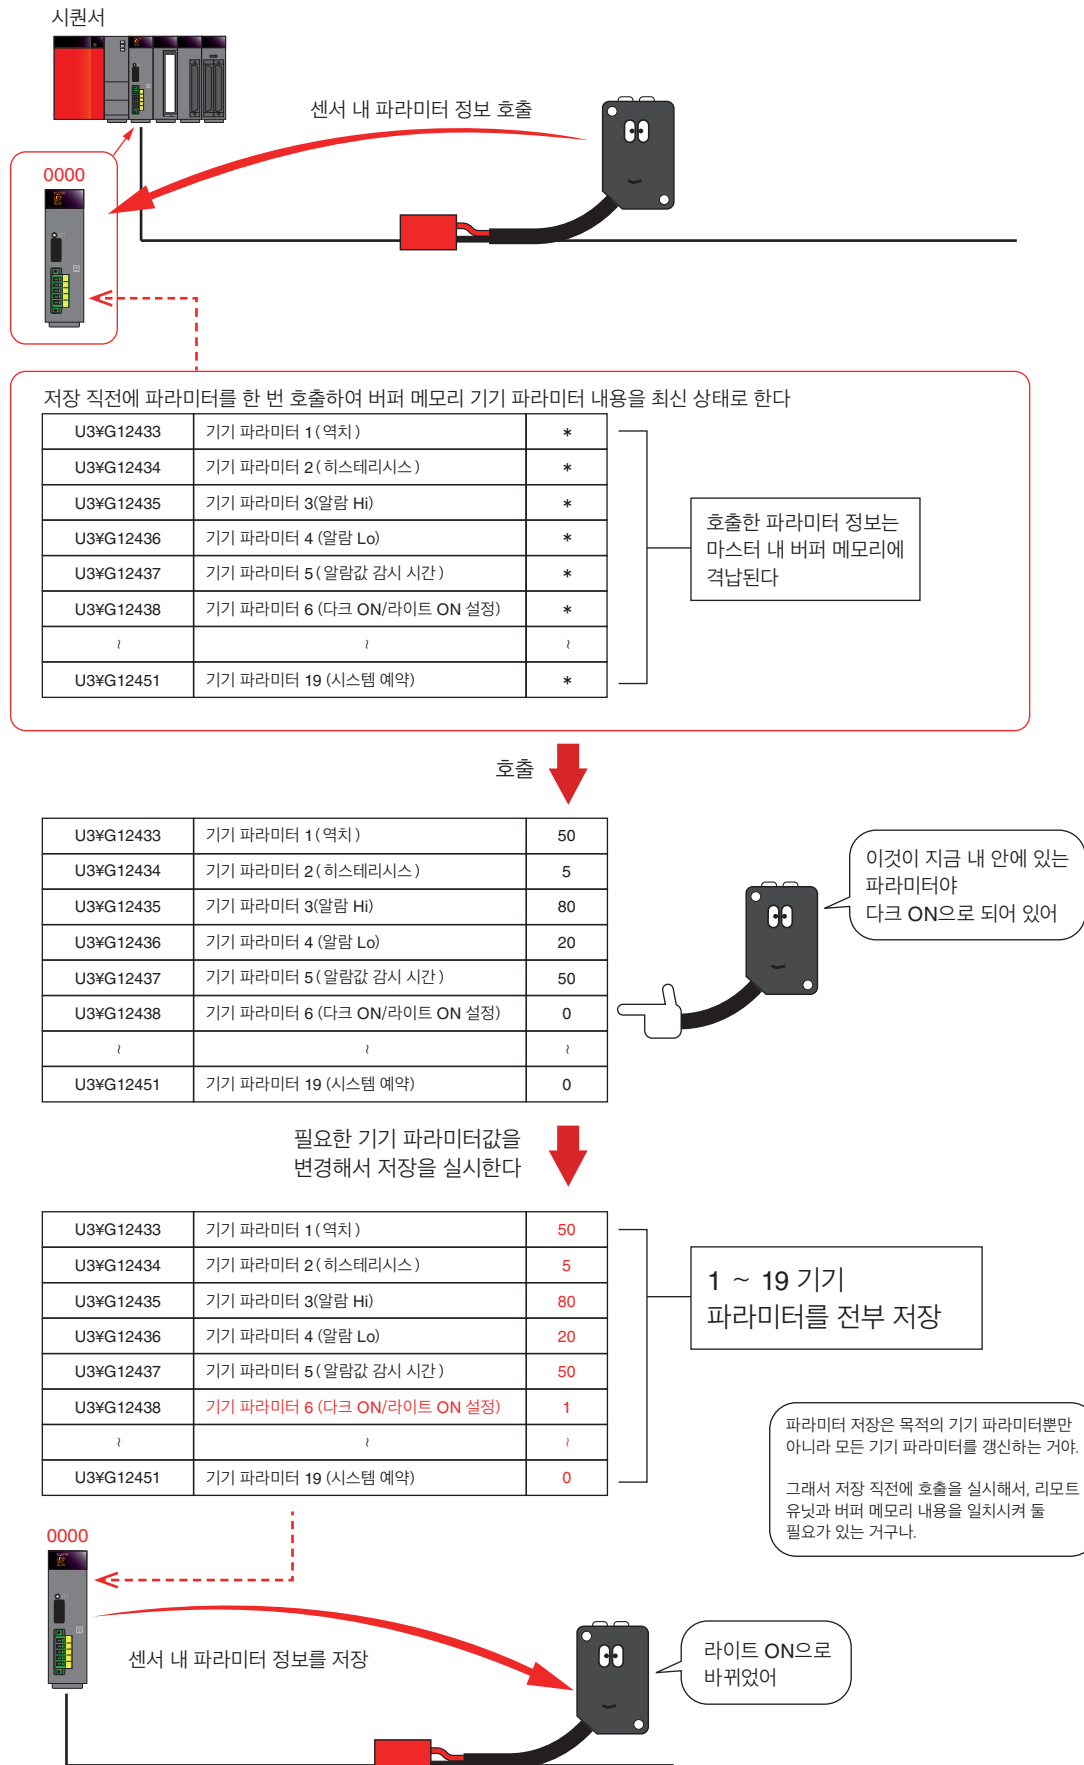 시퀀서
센서 내 파라미터 정보 호출
0000
저장 직전에 파라미터를 한 번 호출하여 버퍼 메모리 기기 파라미터 내용을 최신 상태로 한다
U3¥G12433 기기 파라미터 1 (역치) *
U3¥G12434 기기 파라미터 2 (히스테리시스) *
U3¥G12435 기기 파라미터 3(알람 Hi) *
U3¥G12436 기기 파라미터 4 (알람 Lo) *
U3¥G12437 기기 파라미터 5 (알람값 감시 시간) *
U3¥G12438 기기 파라미터 6 (다크 ON/라이트 ON 설정) *
~ ~ ~
U3¥G12451 기기 파라미터 19 (시스템 예약) *
호출한 파라미터 정보는
마스터 내 버퍼 메모리에
격납된다
호출
U3¥G12433 기기 파라미터 1 (역치) 50
U3¥G12434 기기 파라미터 2 (히스테리시스) 5
U3¥G12435 기기 파라미터 3(알람 Hi) 80
U3¥G12436 기기 파라미터 4 (알람 Lo) 20
U3¥G12437 기기 파라미터 5 (알람값 감시 시간) 50
U3¥G12438 기기 파라미터 6 (다크 ON/라이트 ON 설정) 0
~ ~ ~
U3¥G12451 기기 파라미터 19 (시스템 예약) 0
이것이 지금 내 안에 있는
파라미터야
다크 ON으로 되어 있어
필요한 기기 파라미터값을
변경해서 저장을 실시한다
U3¥G12433 기기 파라미터 1 (역치) 50
U3¥G12434 기기 파라미터 2 (히스테리시스) 5
U3¥G12435 기기 파라미터 3(알람 Hi) 80
U3¥G12436 기기 파라미터 4 (알람 Lo) 20
U3¥G12437 기기 파라미터 5 (알람값 감시 시간) 50
U3¥G12438 기기 파라미터 6 (다크 ON/라이트 ON 설정) 1
~ ~ ~
U3¥G12451 기기 파라미터 19 (시스템 예약) 0
1 ~ 19 기기
파라미터를 전부 저장
파라미터 저장은 목적의 기기 파라미터뿐만
아니라 모든 기기 파라미터를 갱신하는 거야.
그래서 저장 직전에 호출을 실시해서, 리모트
유닛과 버퍼 메모리 내용을 일치시켜 둘
필요가 있는 거구나.
0000
센서 내 파라미터 정보를 저장
라이트 ON으로
바뀌었어